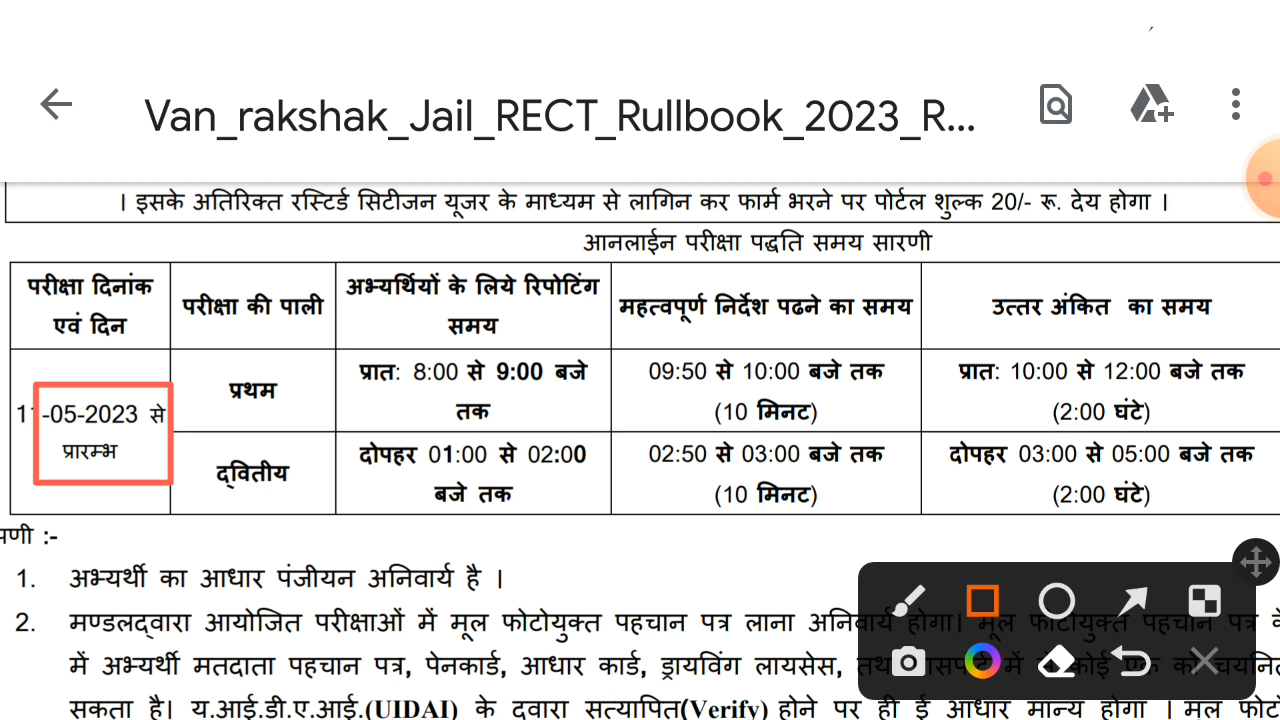 Van_rakshak_Jail_RECT_Rullbook_2023_R...
। इसके अतिरिक्त रस्टिर्ड सिटीजन यूजर के माध्यम से लागिन कर फार्म भरने पर पोर्टल शुल्क 20/- रू. देय होगा ।
आनलाईन परीक्षा पद्धति समय सारणी
परीक्षा दिनांक एवं दिन
परीक्षा की पाली
अभ्यर्थियों के लिये रिपोटिंग समय
महत्वपूर्ण निर्देश पढने का समय
उत्तर अंकित का समय
11-05-2023 से
प्रारम्भ
प्रथम
प्रात: 8:00 से 9:00 बजे
तक
09:50 से 10:00 बजे तक
(10 मिनट)
प्रात: 10:00 से 12:00 बजे तक
(2:00 घंटे)
द्वितीय
दोपहर 01:00 से 02:00
बजे तक
02:50 से 03:00 बजे तक
(10 मिनट)
दोपहर 03:00 से 05:00 बजे तक
(2:00 घंटे)
पणी :-
1. अभ्यर्थी का आधार पंजीयन अनिवार्य है ।
2. मण्डलद्वारा आयोजित परीक्षाओं में मूल फोटोयुक्त पहचान पत्र लाना अनिवार्य होगा। मूल फोटोयुक्त पहचान पत्र के
में अभ्यर्थी मतदाता पहचान पत्र, पेनकार्ड, आधार कार्ड, ड्रायविंग लायसेस,
सकता है। य.आई.डी.ए.आई.(UIDAI) के दवारा सत्यापित(Verify) होने पर ही ई आधार मान्य होगा । मल फोट